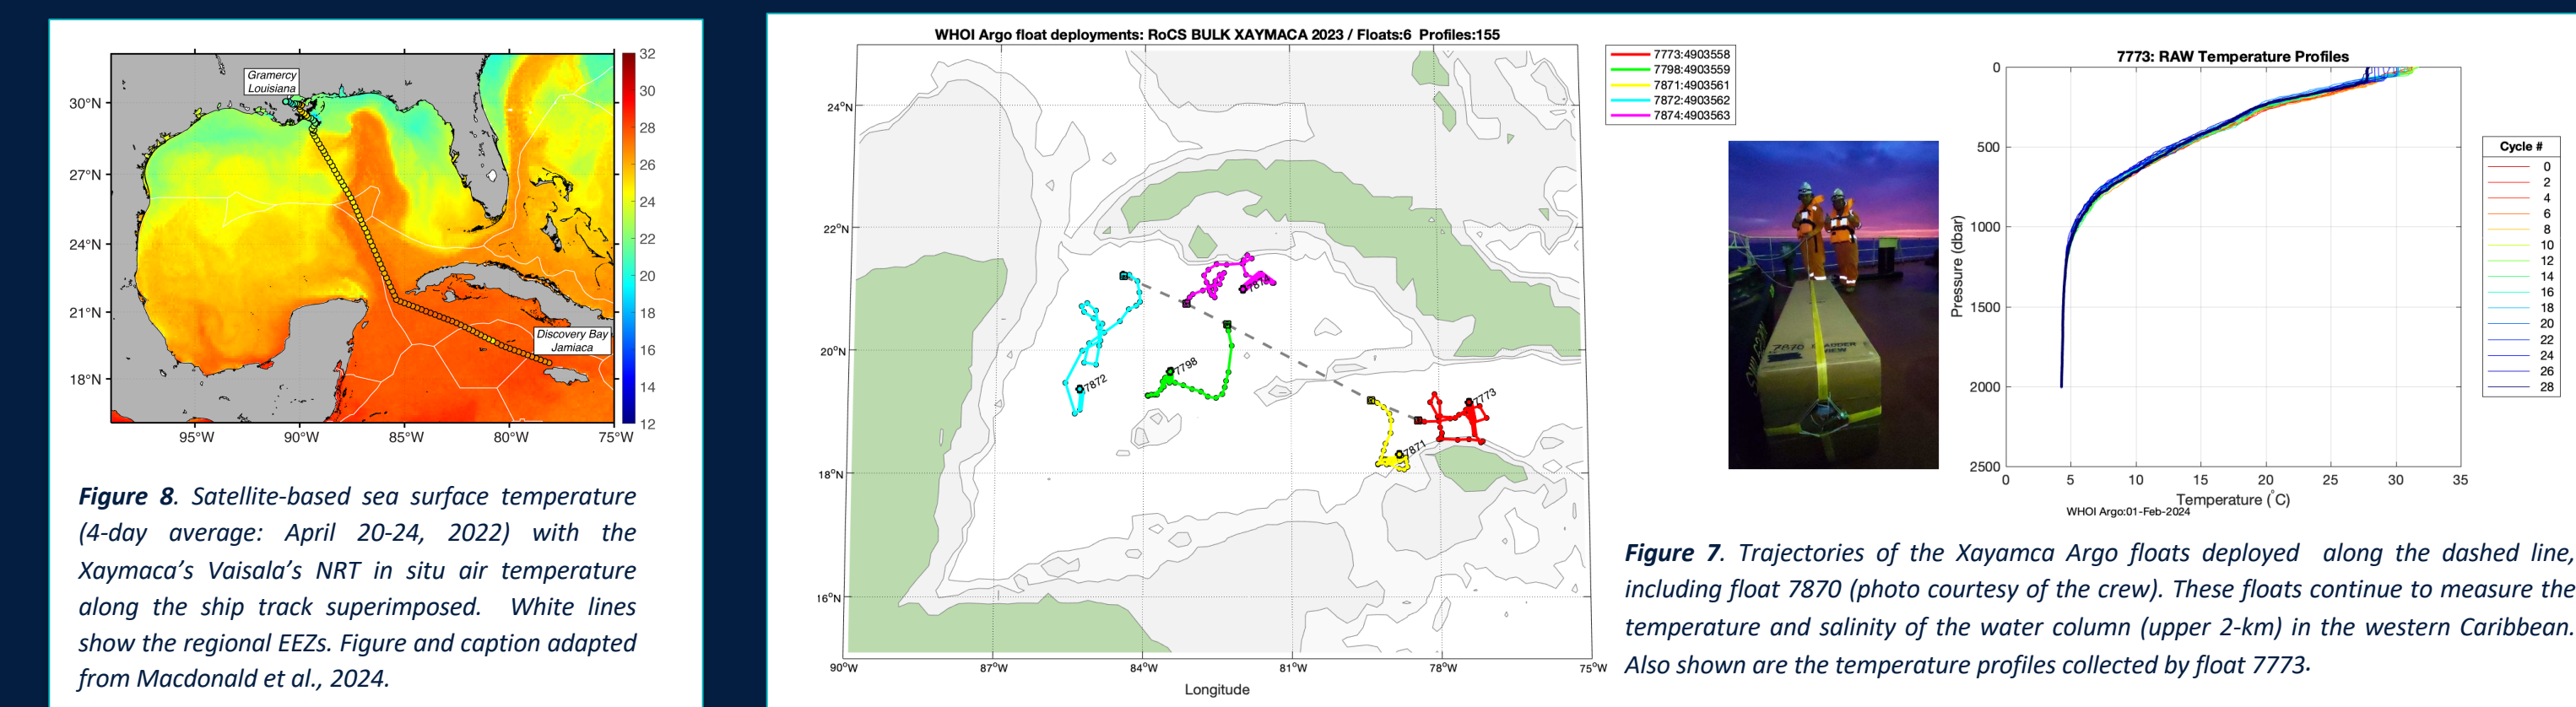 32
30
28
26
24
22
20
18
16
14
12
30°N
27°N
24°N
21°N
18°N
95°W
90°W
85°W
80°W
75°W
Gramercy
Louisiana
Discovery Bay
Jamiaca
Figure 8. Satellite-based sea surface temperature
(4-day average: April 20-24, 2022) with the
Xaymaca’s Vaisala’s NRT in situ air temperature
along the ship track superimposed. White lines
show the regional EEZs. Figure and caption adapted
from Macdonald et al., 2024.
WHOI Argo float deployments: RoCS BULK XAYMACA 2023 / Floats:6 Profiles:155
24°N
22°N
20°N
18°N
16°N
90°W
87°W
84°W
81°W
78°W
75°W
Longitude
7872
7798
7773
7871
7773:4903558
7798:4903559
7871:4903561
7872:4903562
7874:4903563
7773: RAW Temperature Profiles
0
500
1000
1500
2000
2500
Pressure (dbar)
0
5
10
15
20
25
30
35
Temperature (°C)
WHOI Argo:01-Feb-2024
Cycle #
0
2
4
6
8
10
12
14
16
18
20
22
24
26
28
Figure 7. Trajectories of the Xayamca Argo floats deployed along the dashed line,
including float 7870 (photo courtesy of the crew). These floats continue to measure the
temperature and salinity of the water column (upper 2-km) in the western Caribbean.
Also shown are the temperature profiles collected by float 7773.